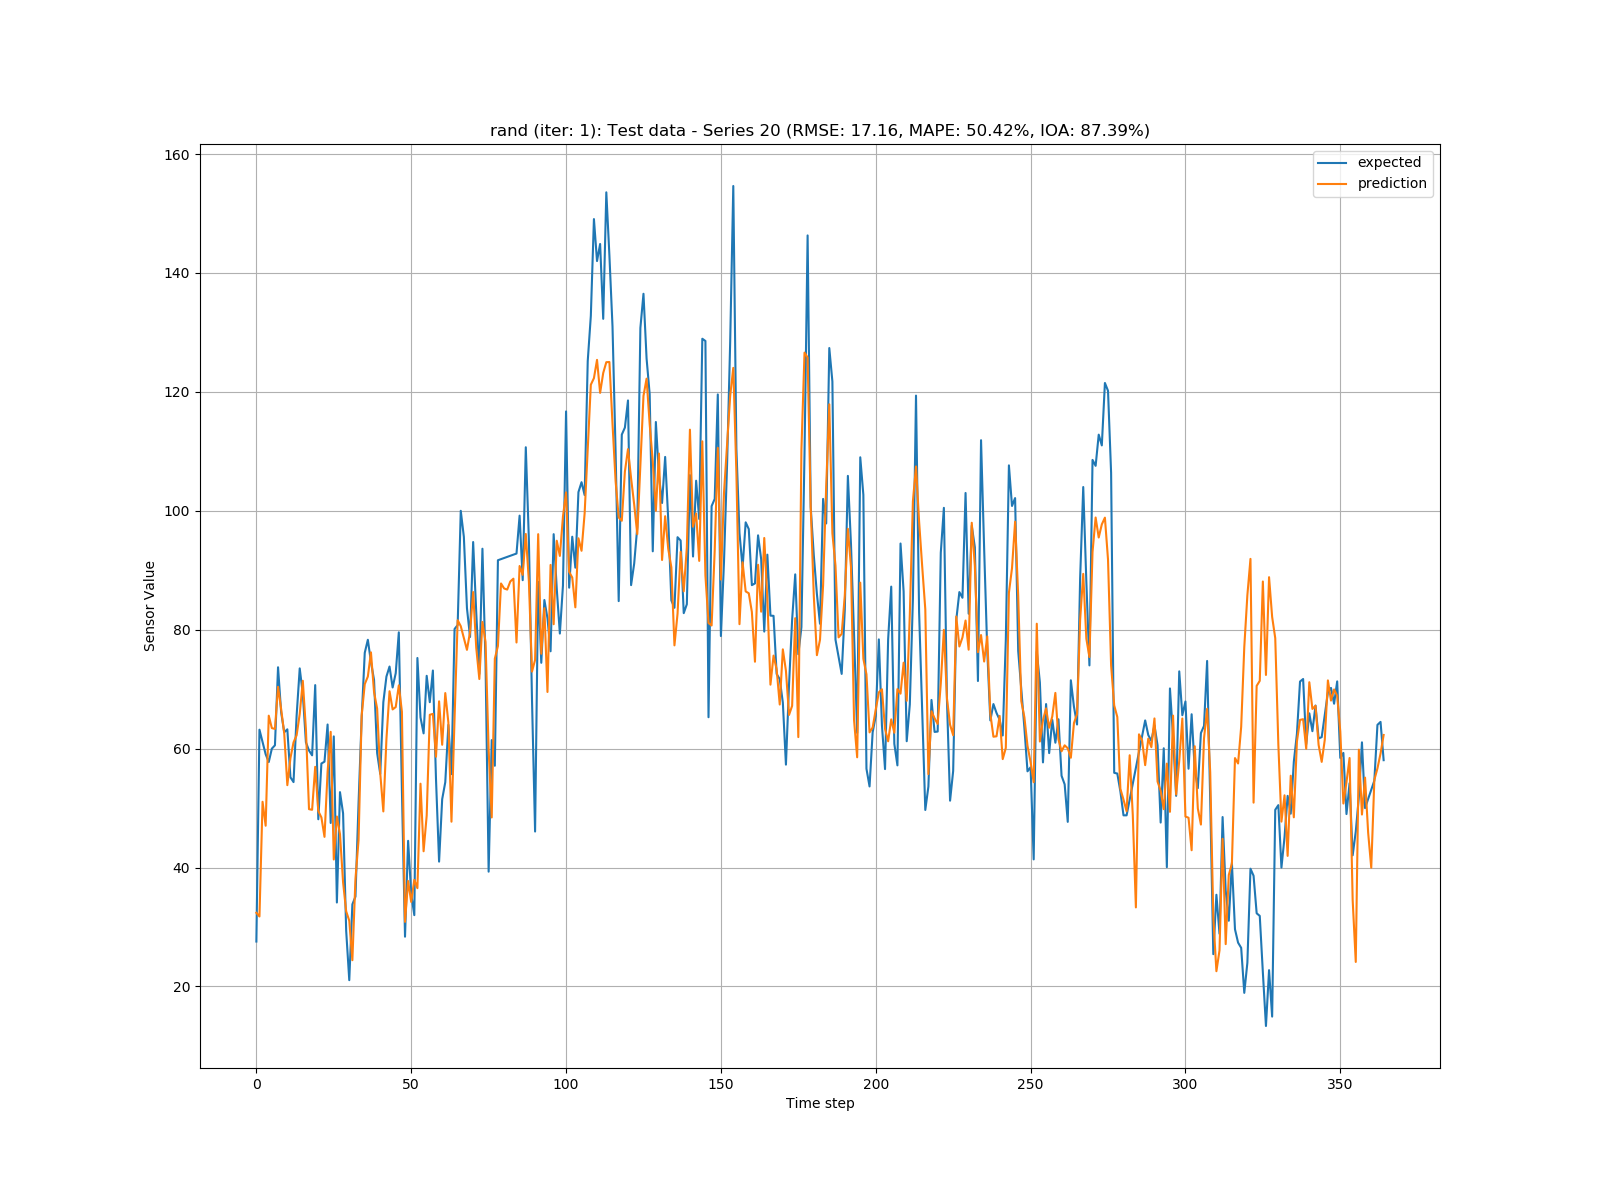 rand (iter: 1): Test data - Series 20 (RMSE: 17.16, MAPE: 50.42%, IOA: 87.39%)
expected
prediction
Sensor Value
160
140
120
100
80
60
40
20
0 50 100 150 200 250 300 350
Time step